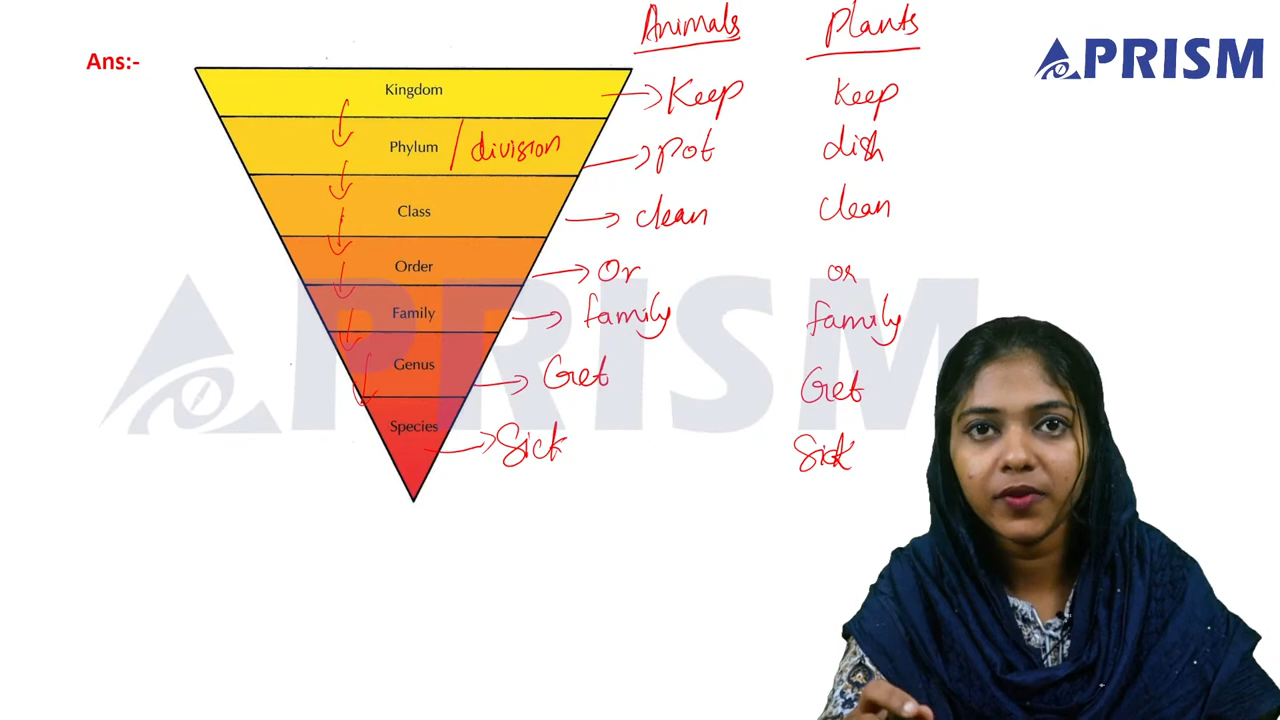 Animals Plants
Ans:-
PRISM
Kingdom Keep Keep
Phylum / division pot dish
Class clean clean
Order Or or
Family family family
Genus Get Get
Species Sick Sick
PRISM